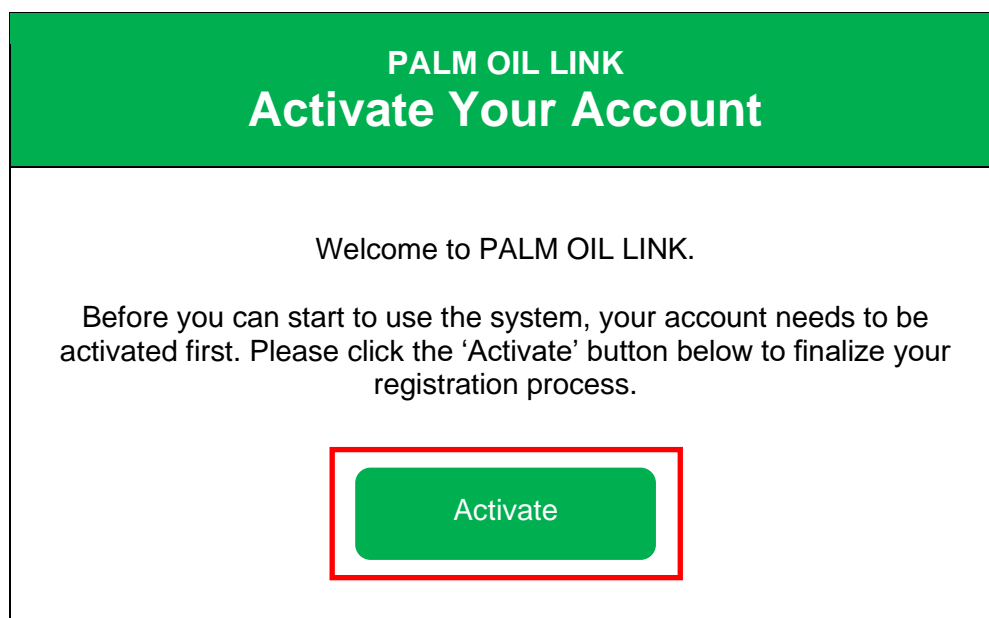 PALM OIL LINK
Activate Your Account
Welcome to PALM OIL LINK.
Before you can start to use the system, your account needs to be
activated first. Please click the ‘Activate’ button below to finalize your
registration process.
Activate